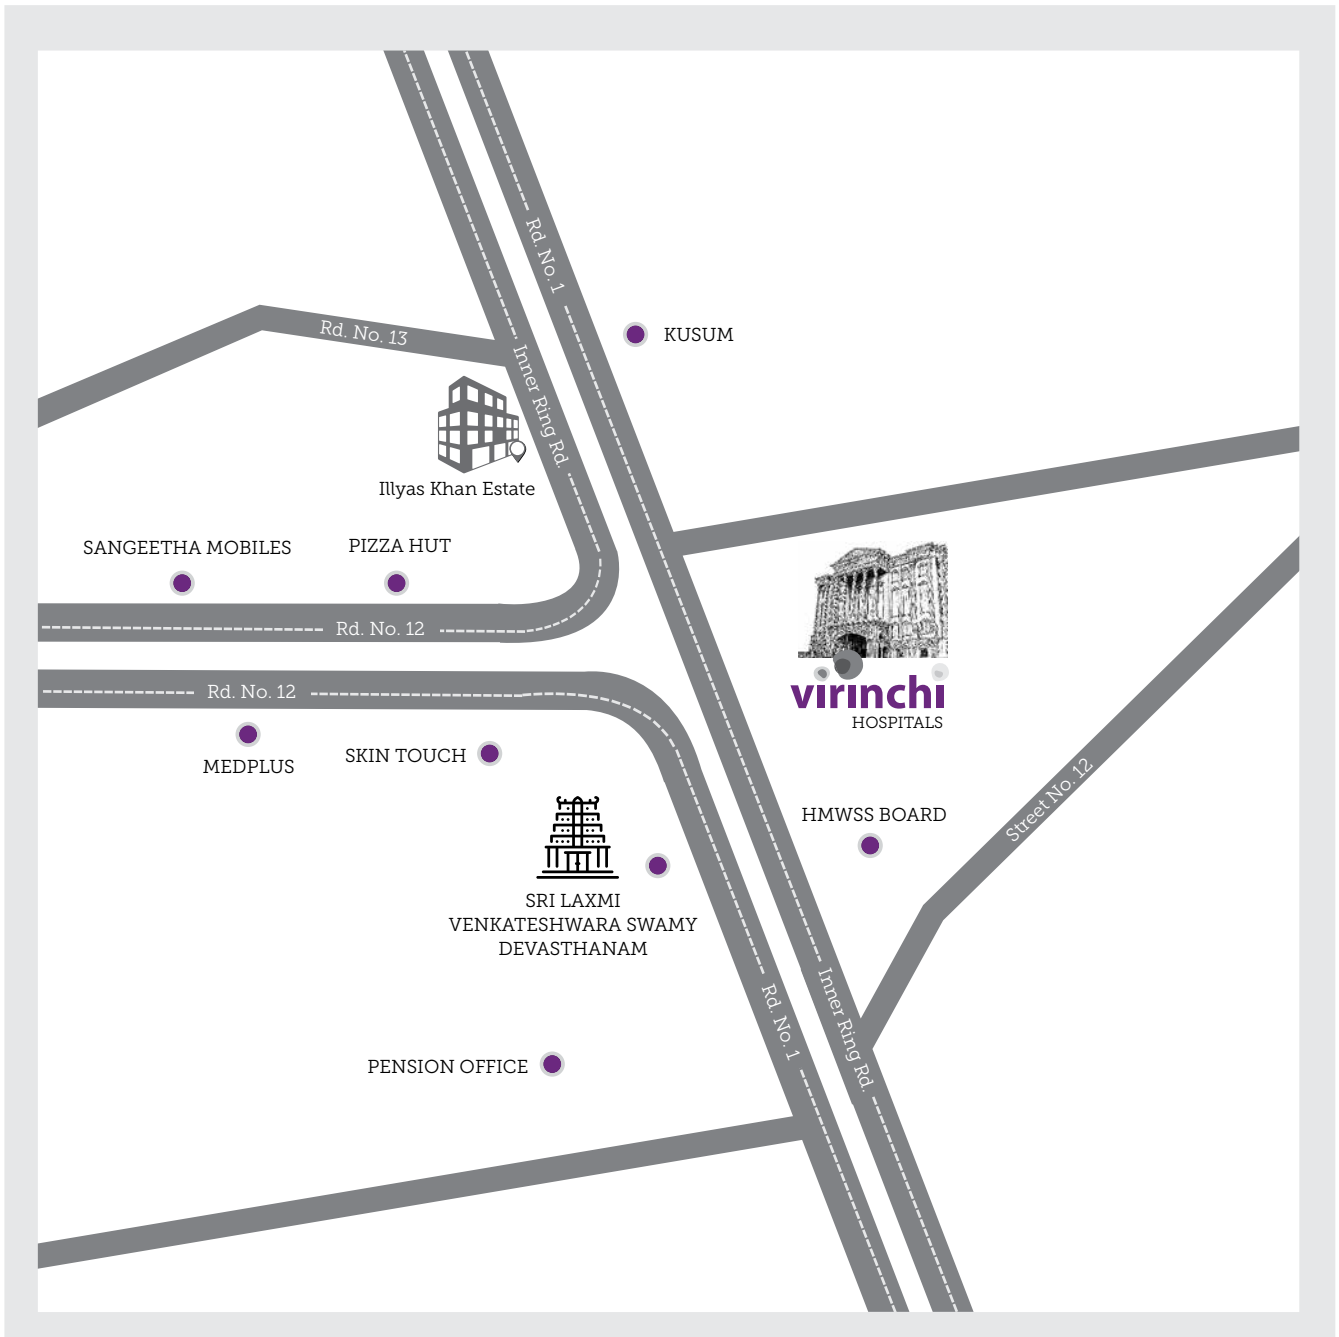 Rd. No. 1
Rd. No. 13
KUSUM
Inner Ring Rd.
Illyas Khan Estate
SANGEETHA MOBILES
PIZZA HUT
Rd. No. 12
Rd. No. 12
virinchi
HOSPITALS
MEDPLUS
SKIN TOUCH
Street No. 12
HMWSS BOARD
SRI LAXMI
VENKATESHWARA SWAMY
DEVASTHANAM
Rd. No. 1
Inner Ring Rd.
PENSION OFFICE